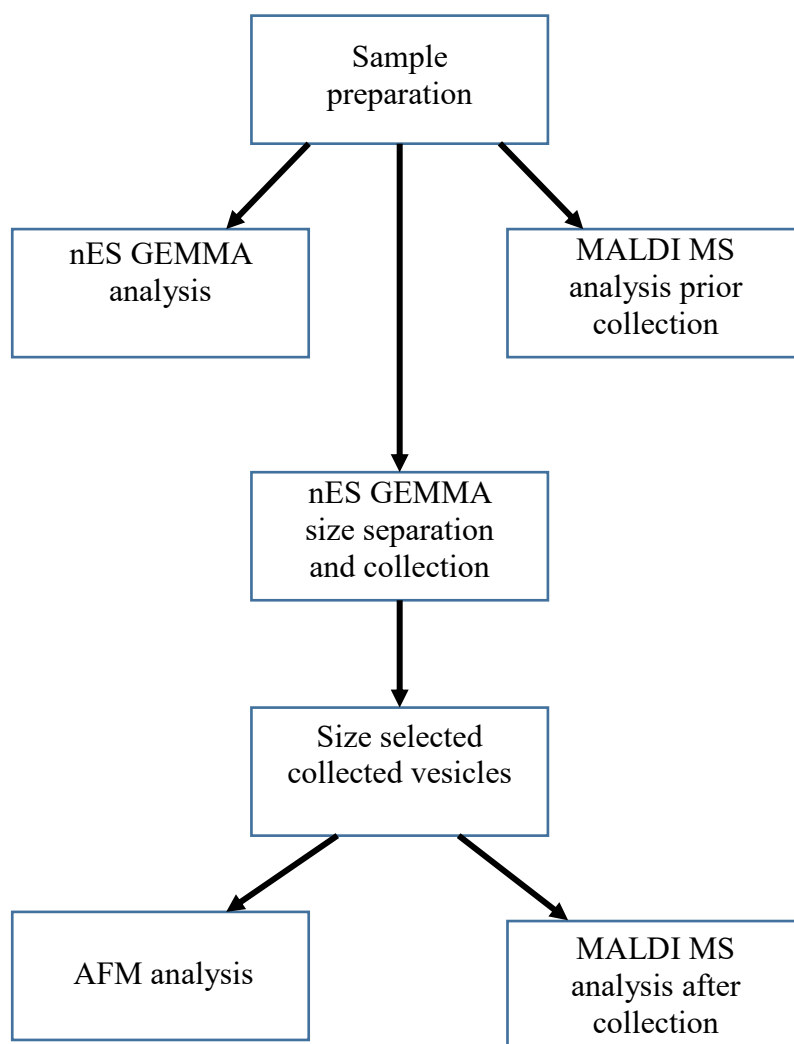 Sample
preparation
nES GEMMA
analysis
MALDI MS
analysis prior
collection
nES GEMMA
size separation
and collection
Size selected
collected vesicles
AFM analysis
MALDI MS
analysis after
collection